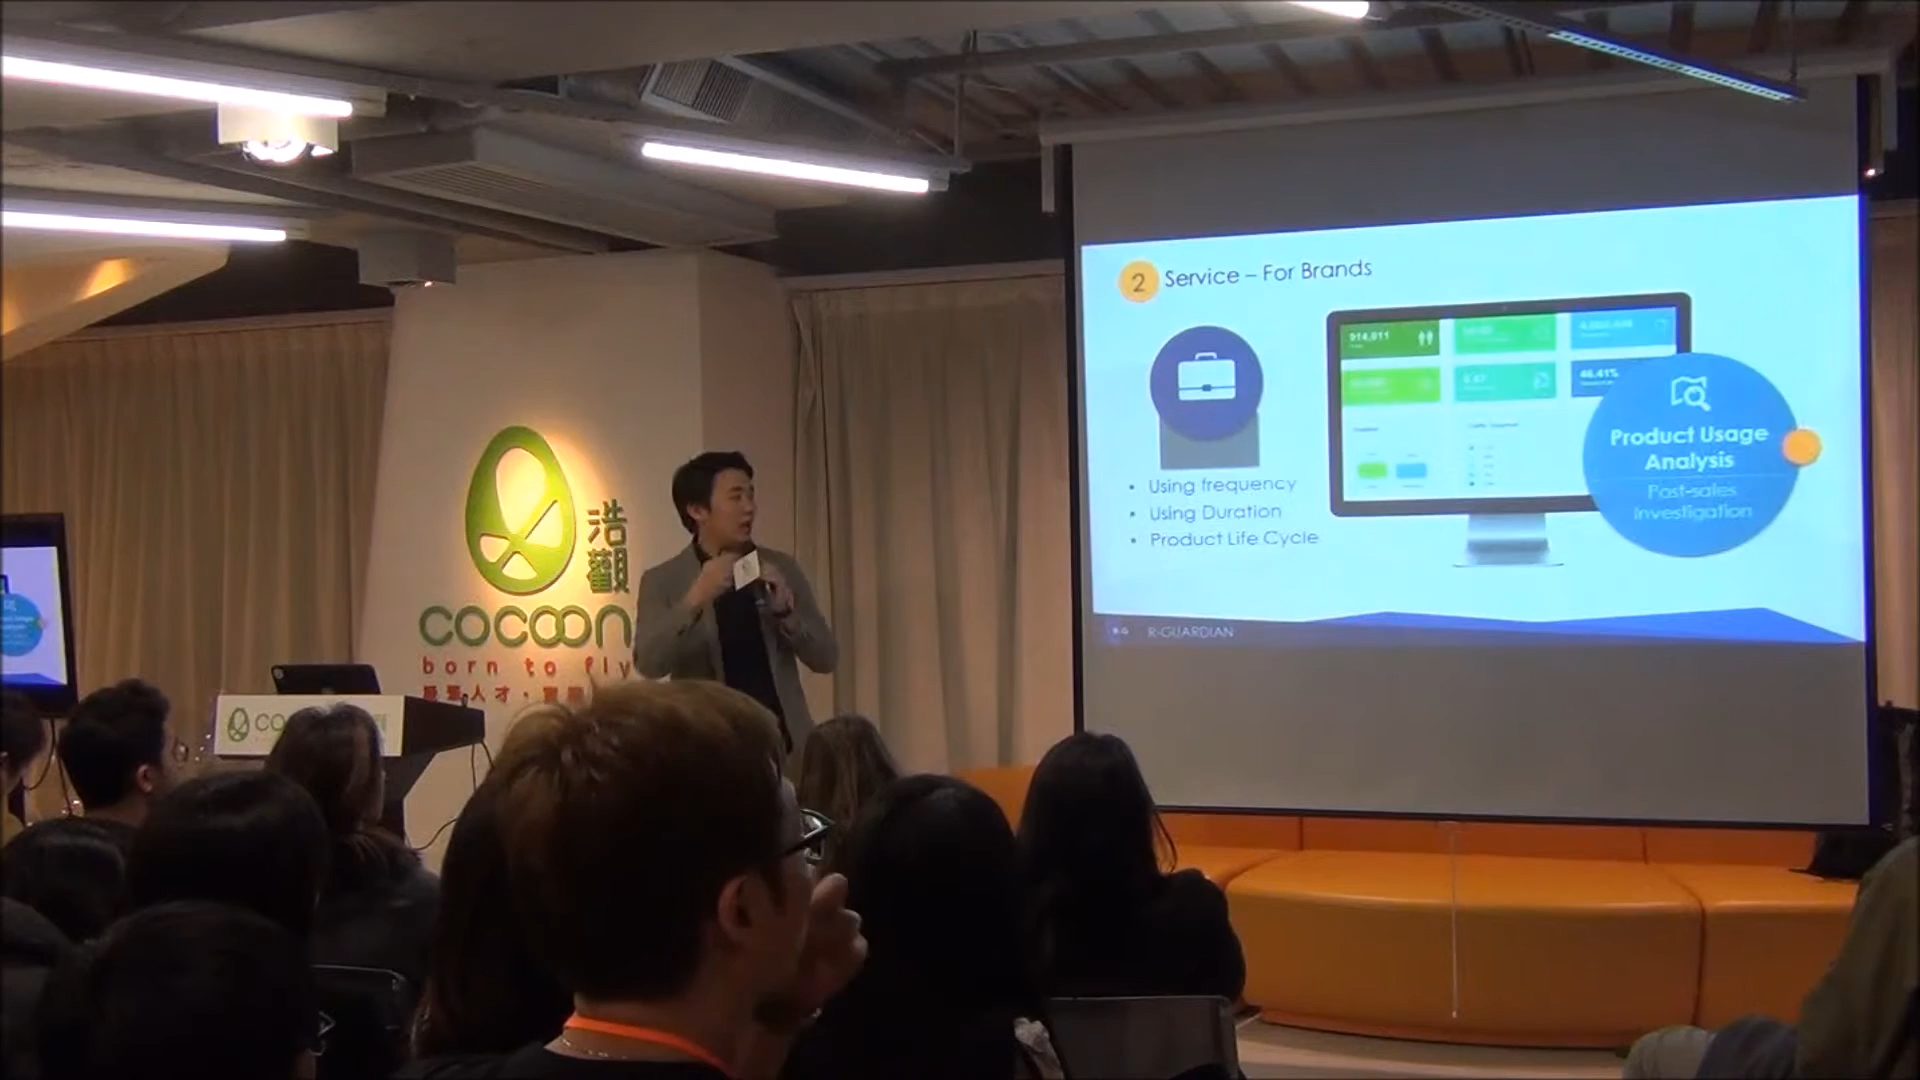 2 Service – For Brands
914,011
46.41%
Product Usage
Analysis
Post-sales
Investigation
• Using frequency
• Using Duration
• Product Life Cycle
R-GUARDIAN
浩觀
cocoon
born to fly